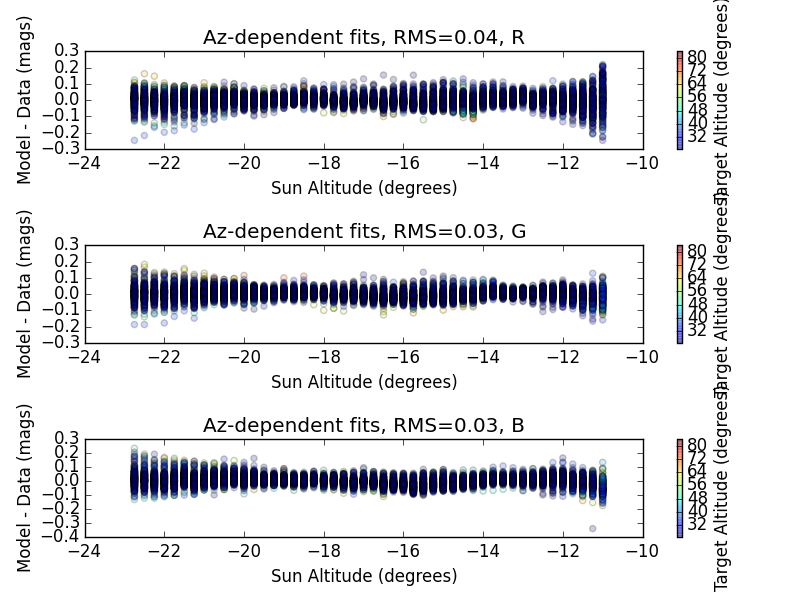 Az-dependent fits, RMS=0.04, R
Model - Data (mags)
0.3
0.2
0.1
0.0
−0.1
−0.2
−0.3
−24 −22 −20 −18 −16 −14 −12 −10
Sun Altitude (degrees)
80
72
64
56
48
40
32
Target Altitude (degrees)
Az-dependent fits, RMS=0.03, G
Model - Data (mags)
0.3
0.2
0.1
0.0
−0.1
−0.2
−0.3
−24 −22 −20 −18 −16 −14 −12 −10
Sun Altitude (degrees)
80
72
64
56
48
40
32
Target Altitude (degrees)
Az-dependent fits, RMS=0.03, B
Model - Data (mags)
0.3
0.2
0.1
0.0
−0.1
−0.2
−0.3
−0.4
−24 −22 −20 −18 −16 −14 −12 −10
Sun Altitude (degrees)
80
72
64
56
48
40
32
Target Altitude (degrees)